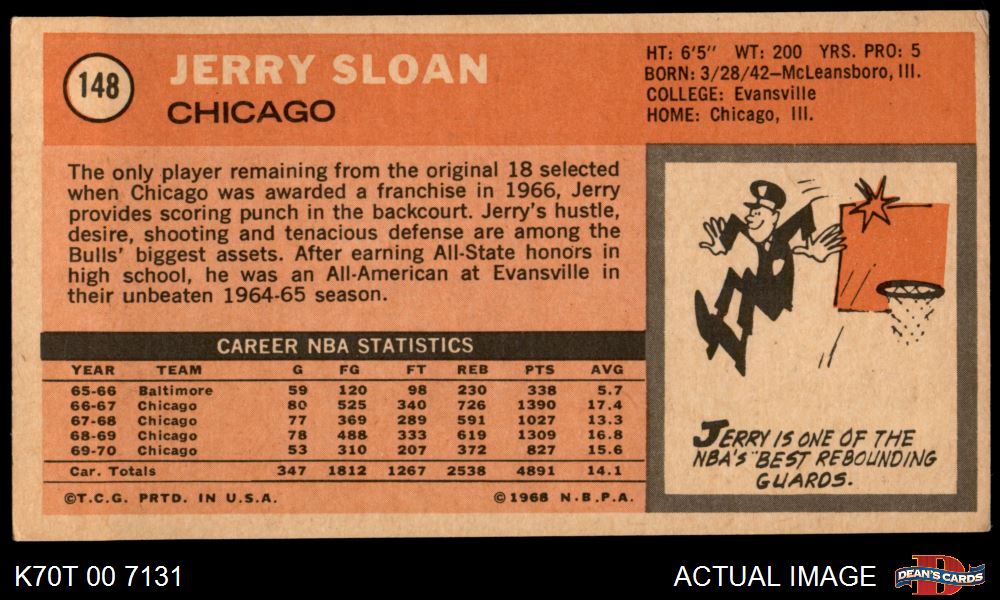 148
JERRY SLOAN
CHICAGO
HT: 6'5" WT: 200 YRS. PRO: 5
BORN: 3/28/42—McLeansboro, Ill.
COLLEGE: Evansville
HOME: Chicago, Ill.
The only player remaining from the original 18 selected
when Chicago was awarded a franchise in 1966, Jerry
provides scoring punch in the backcourt. Jerry's hustle,
desire, shooting and tenacious defense are among the
Bulls' biggest assets. After earning All-State honors in
high school, he was an All-American at Evansville in
their unbeaten 1964-65 season.
CAREER NBA STATISTICS
YEAR TEAM G FG FT REB PTS AVG
65-66 Baltimore 59 120 98 230 338 5.7
66-67 Chicago 80 525 340 726 1390 17.4
67-68 Chicago 77 369 289 591 1027 13.3
68-69 Chicago 78 488 333 619 1309 16.8
69-70 Chicago 53 310 207 372 827 15.6
Car. Totals 347 1812 1267 2538 4891 14.1
©T.C.G. PRTD. IN U.S.A. ©1968 N.B.P.A.
JERRY IS ONE OF THE
NBA'S BEST REBOUNDING
GUARDS.
K70T 00 7131
ACTUAL IMAGE
D
DEAN'S CARDS